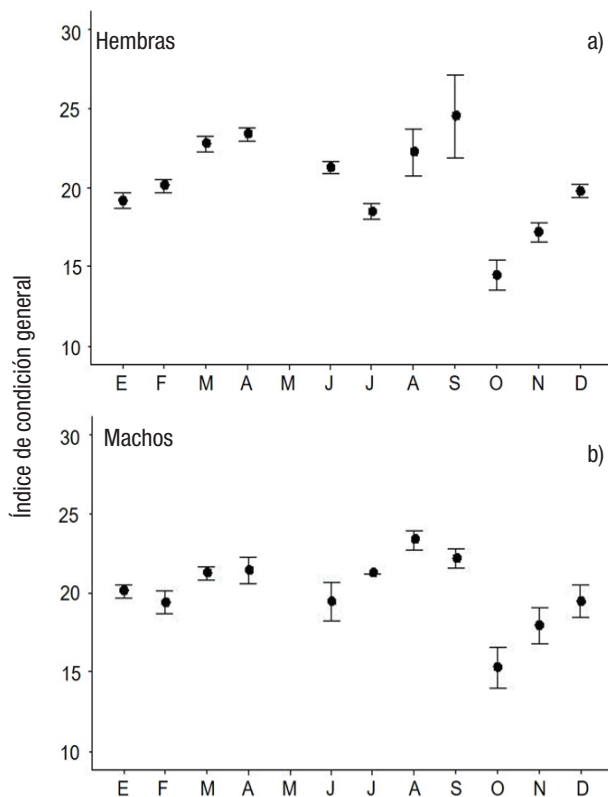 Índice de condición general
Hembras
a)
30
25
20
15
10
E F M A M J J A S O N D
Machos
b)
30
25
20
15
10
E F M A M J J A S O N D